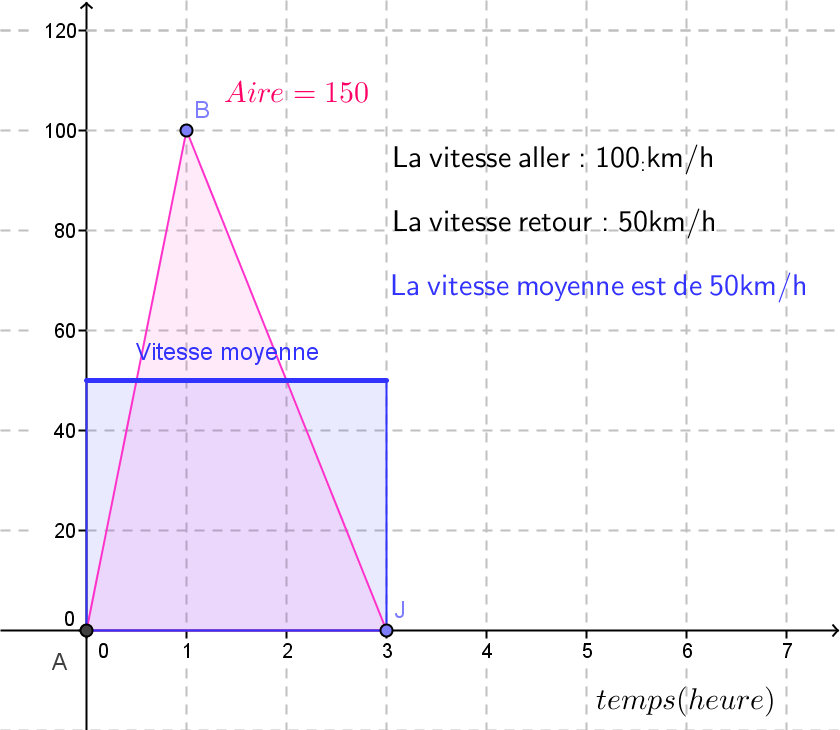 120
Aire = 150
B
100
La vitesse aller : 100 km/h
80
La vitesse retour : 50km/h
La vitesse moyenne est de 50km/h
60
Vitesse moyenne
40
20
0
J
A
0 1 2 3 4 5 6 7
temps(heure)